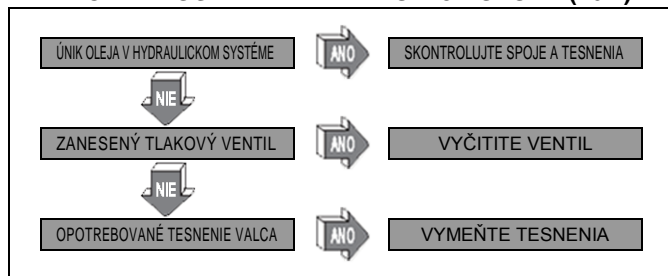 ÚNIK OLEJA V HYDRAULICKOM SYSTÉME ANO SKONTROLUJTE SPOJE A TESNENIA
NIE
ZANESENÝ TLAKOVÝ VENTIL ANO VYČITITE VENTIL
NIE
OPOTREBOVANÉ TESNENIE VALCA ANO VYMEŇTE TESNENIA